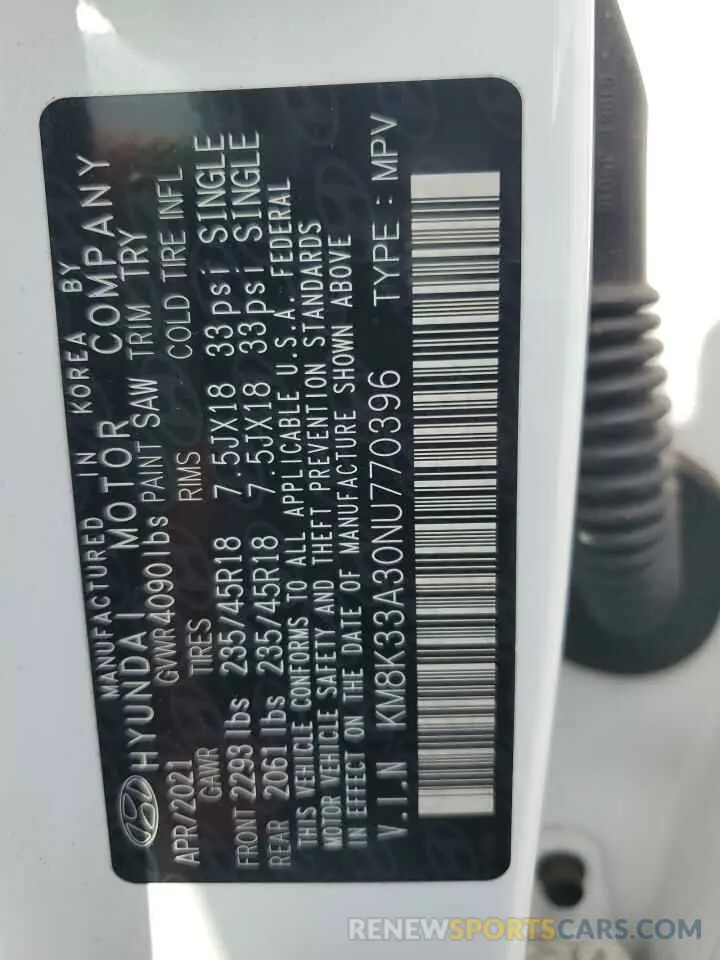 MANUFACTURED IN KOREA BY
HYUNDAI MOTOR COMPANY
GVWR 4090lbs PAINT SAW TRIM TRY
APR/2021
GAWR TIRES RIMS COLD TIRE INFL
FRONT 2293 lbs 235/45R18 7.5JX18 33psi SINGLE
REAR 2061 lbs 235/45R18 7.5JX18 33psi SINGLE
THIS VEHICLE CONFORMS TO ALL APPLICABLE U.S.A. FEDERAL
MOTOR VEHICLE SAFETY AND THEFT PREVENTION STANDARDS
IN EFFECT ON THE DATE OF MANUFACTURE SHOWN ABOVE
V.I.N KM8K33A30NU770396 TYPE : MPV
RENEWSPORTSCARS.COM